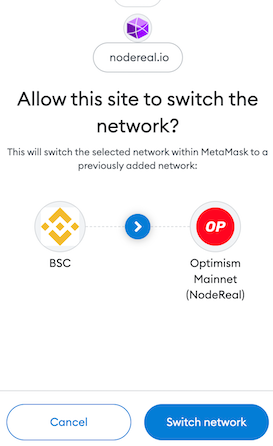 nodereal.io
Allow this site to switch the
network?
This will switch the selected network within MetaMask to a
previously added network:
OP
BSC
Optimism
Mainnet
(NodeReal)
Cancel
Switch network